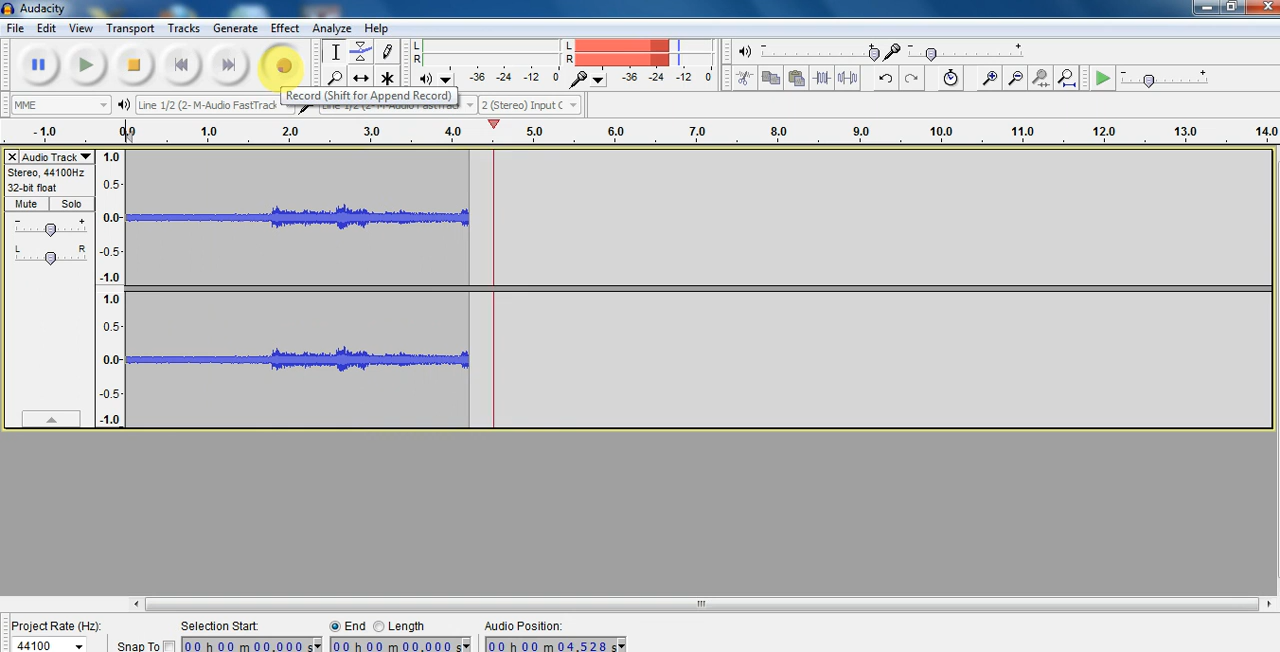 Audacity
File Edit View Transport Tracks Generate Effect Analyze Help
L
R
-36 -24 -12 0
L
R
-36 -24 -12 0
Record (Shift for Append Record)
MME
Line 1/2 (2- M-Audio FastTrack
Line 1/2 (2- M-Audio FastTrac
2 (Stereo) Input C
- 1.0 0.0 1.0 2.0 3.0 4.0 5.0 6.0 7.0 8.0 9.0 10.0 11.0 12.0 13.0 14.0
Audio Track
Stereo, 44100Hz
32-bit float
Mute Solo
- +
L R
1.0
0.5-
0.0-
-0.5-
-1.0
1.0
0.5-
0.0-
-0.5-
-1.0
Project Rate (Hz):
44100
Snap To
Selection Start:
00 h 00 m 00.000 s
End Length
00 h 00 m 00.000 s
Audio Position:
00 h 00 m 04.528 s